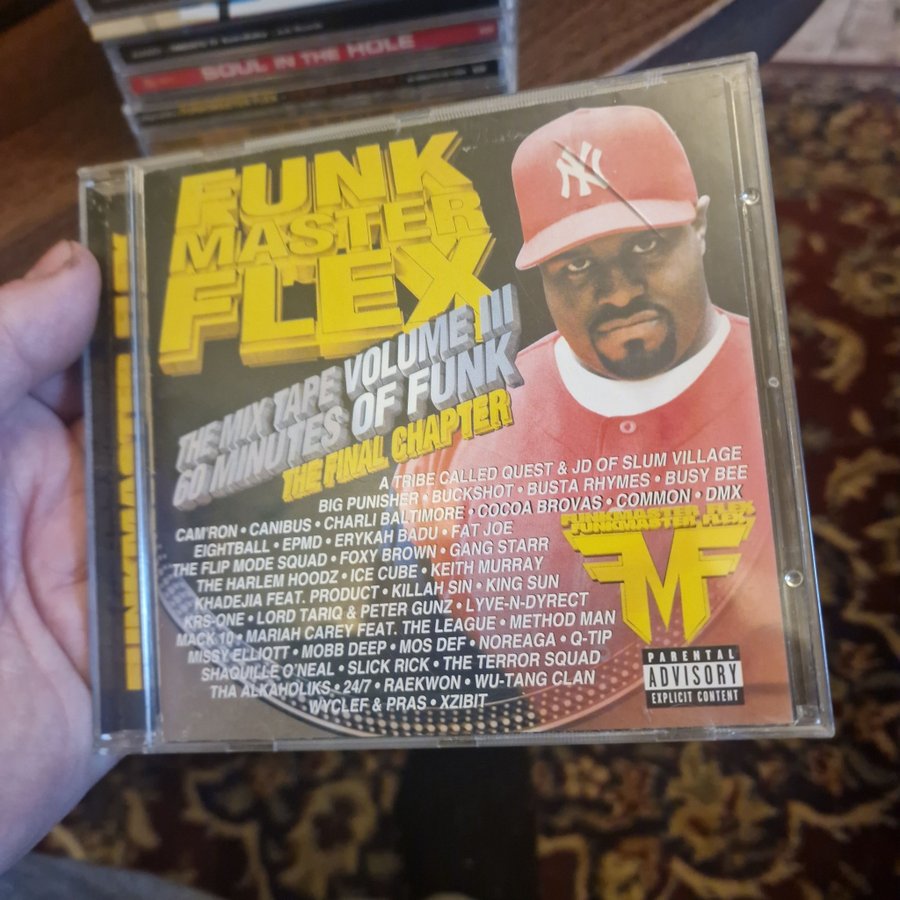 SOUL IN THE HOLE
FUNK
MASTER
FLEX
THE MIX TAPE VOLUME III
60 MINUTES OF FUNK
THE FINAL CHAPTER
NY
A TRIBE CALLED QUEST & JD OF SLUM VILLAGE
BIG PUNISHER • BUCKSHOT • BUSTA RHYMES • BUSY BEE
CAM'RON • CANIBUS • CHARLI BALTIMORE • COCOA BROVAS • COMMON • DMX
EIGHTBALL • EPMD • ERYKAH BADU • FAT JOE
THE FLIP MODE SQUAD • FOXY BROWN • GANG STARR
THE HARLEM HOODZ • ICE CUBE • KEITH MURRAY
KHADEJIA FEAT. PRODUCT • KILLAH SIN • KING SUN
KRS-ONE • LORD TARIQ & PETER GUNZ • LYVE-N-DYRECT
MACK 10 • MARIAH CAREY FEAT. THE LEAGUE • METHOD MAN
MISSY ELLIOTT • MOBB DEEP • MOS DEF • NOREAGA • Q-TIP
SHAQUILLE O'NEAL • SLICK RICK • THE TERROR SQUAD
THA ALKAHOLIKS • 24/7 • RAEKWON • WU-TANG CLAN
WYCLEF & PRAS • XZIBIT
FUNKMASTER FLEX
FUNKMASTER FLEX
FMF
PARENTAL
ADVISORY
EXPLICIT CONTENT